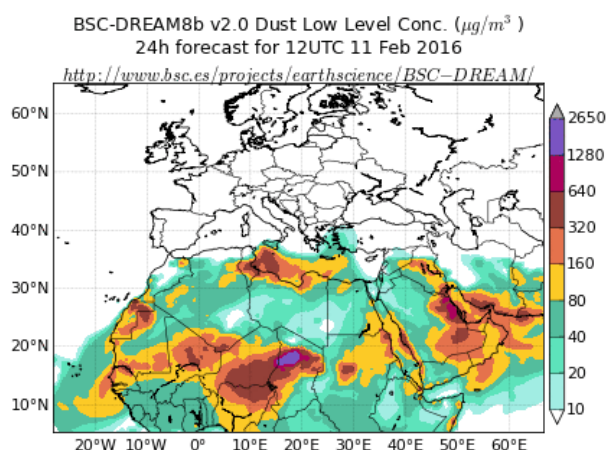 BSC-DREAM8b v2.0 Dust Low Level Conc. (μg/m³ )
24h forecast for 12UTC 11 Feb 2016
http://www.bsc.es/projects/earthscience/BSC−DREAM/
60°N
50°N
40°N
30°N
20°N
10°N
20°W 10°W 0° 10°E 20°E 30°E 40°E 50°E 60°E
2650
1280
640
320
160
80
40
20
10